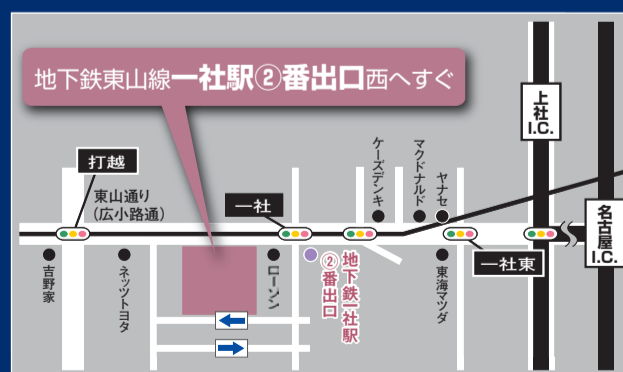 地下鉄東山線一社駅②番出口西へすぐ
上社
I.C.
ケーズデンキ
マクドナルド
ヤナセ
打越
東山通り
(広小路通)
一社
名古屋
I.C.
吉野家
ネッツトヨタ
ローソン
地下鉄一社駅
②番出口
東海マツダ
一社東